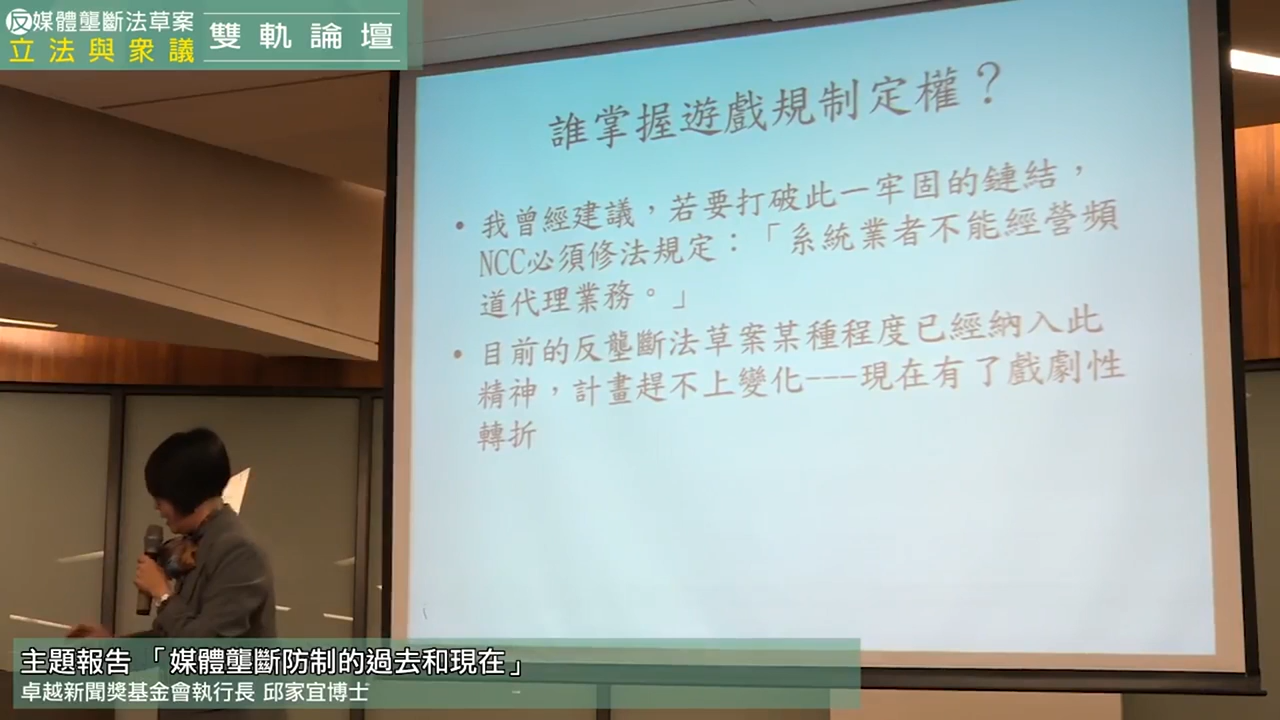 反媒體壟斷法草案
立法與衆議
雙軌論壇
誰掌握遊戲規制定權？
• 我曾經建議，若要打破此一牢固的鏈結，
NCC必須修法規定：「系統業者不能經營頻
道代理業務。」
• 目前的反壟斷法草案某種程度已經納入此
精神，計畫趕不上變化---現在有了戲劇性
轉折
主題報告 「媒體壟斷防制的過去和現在」
卓越新聞獎基金會執行長 邱家宜博士